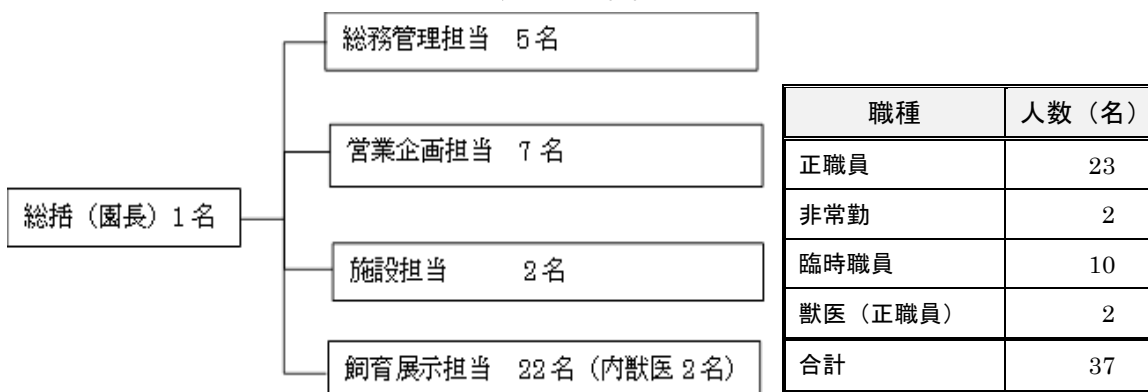 総務管理担当 5名
営業企画担当 7名
総括（園長）1名
施設担当 2名
飼育展示担当 22名（内獣医2名）
職種 人数（名）
正職員 23
非常勤 2
臨時職員 10
獣医（正職員） 2
合計 37